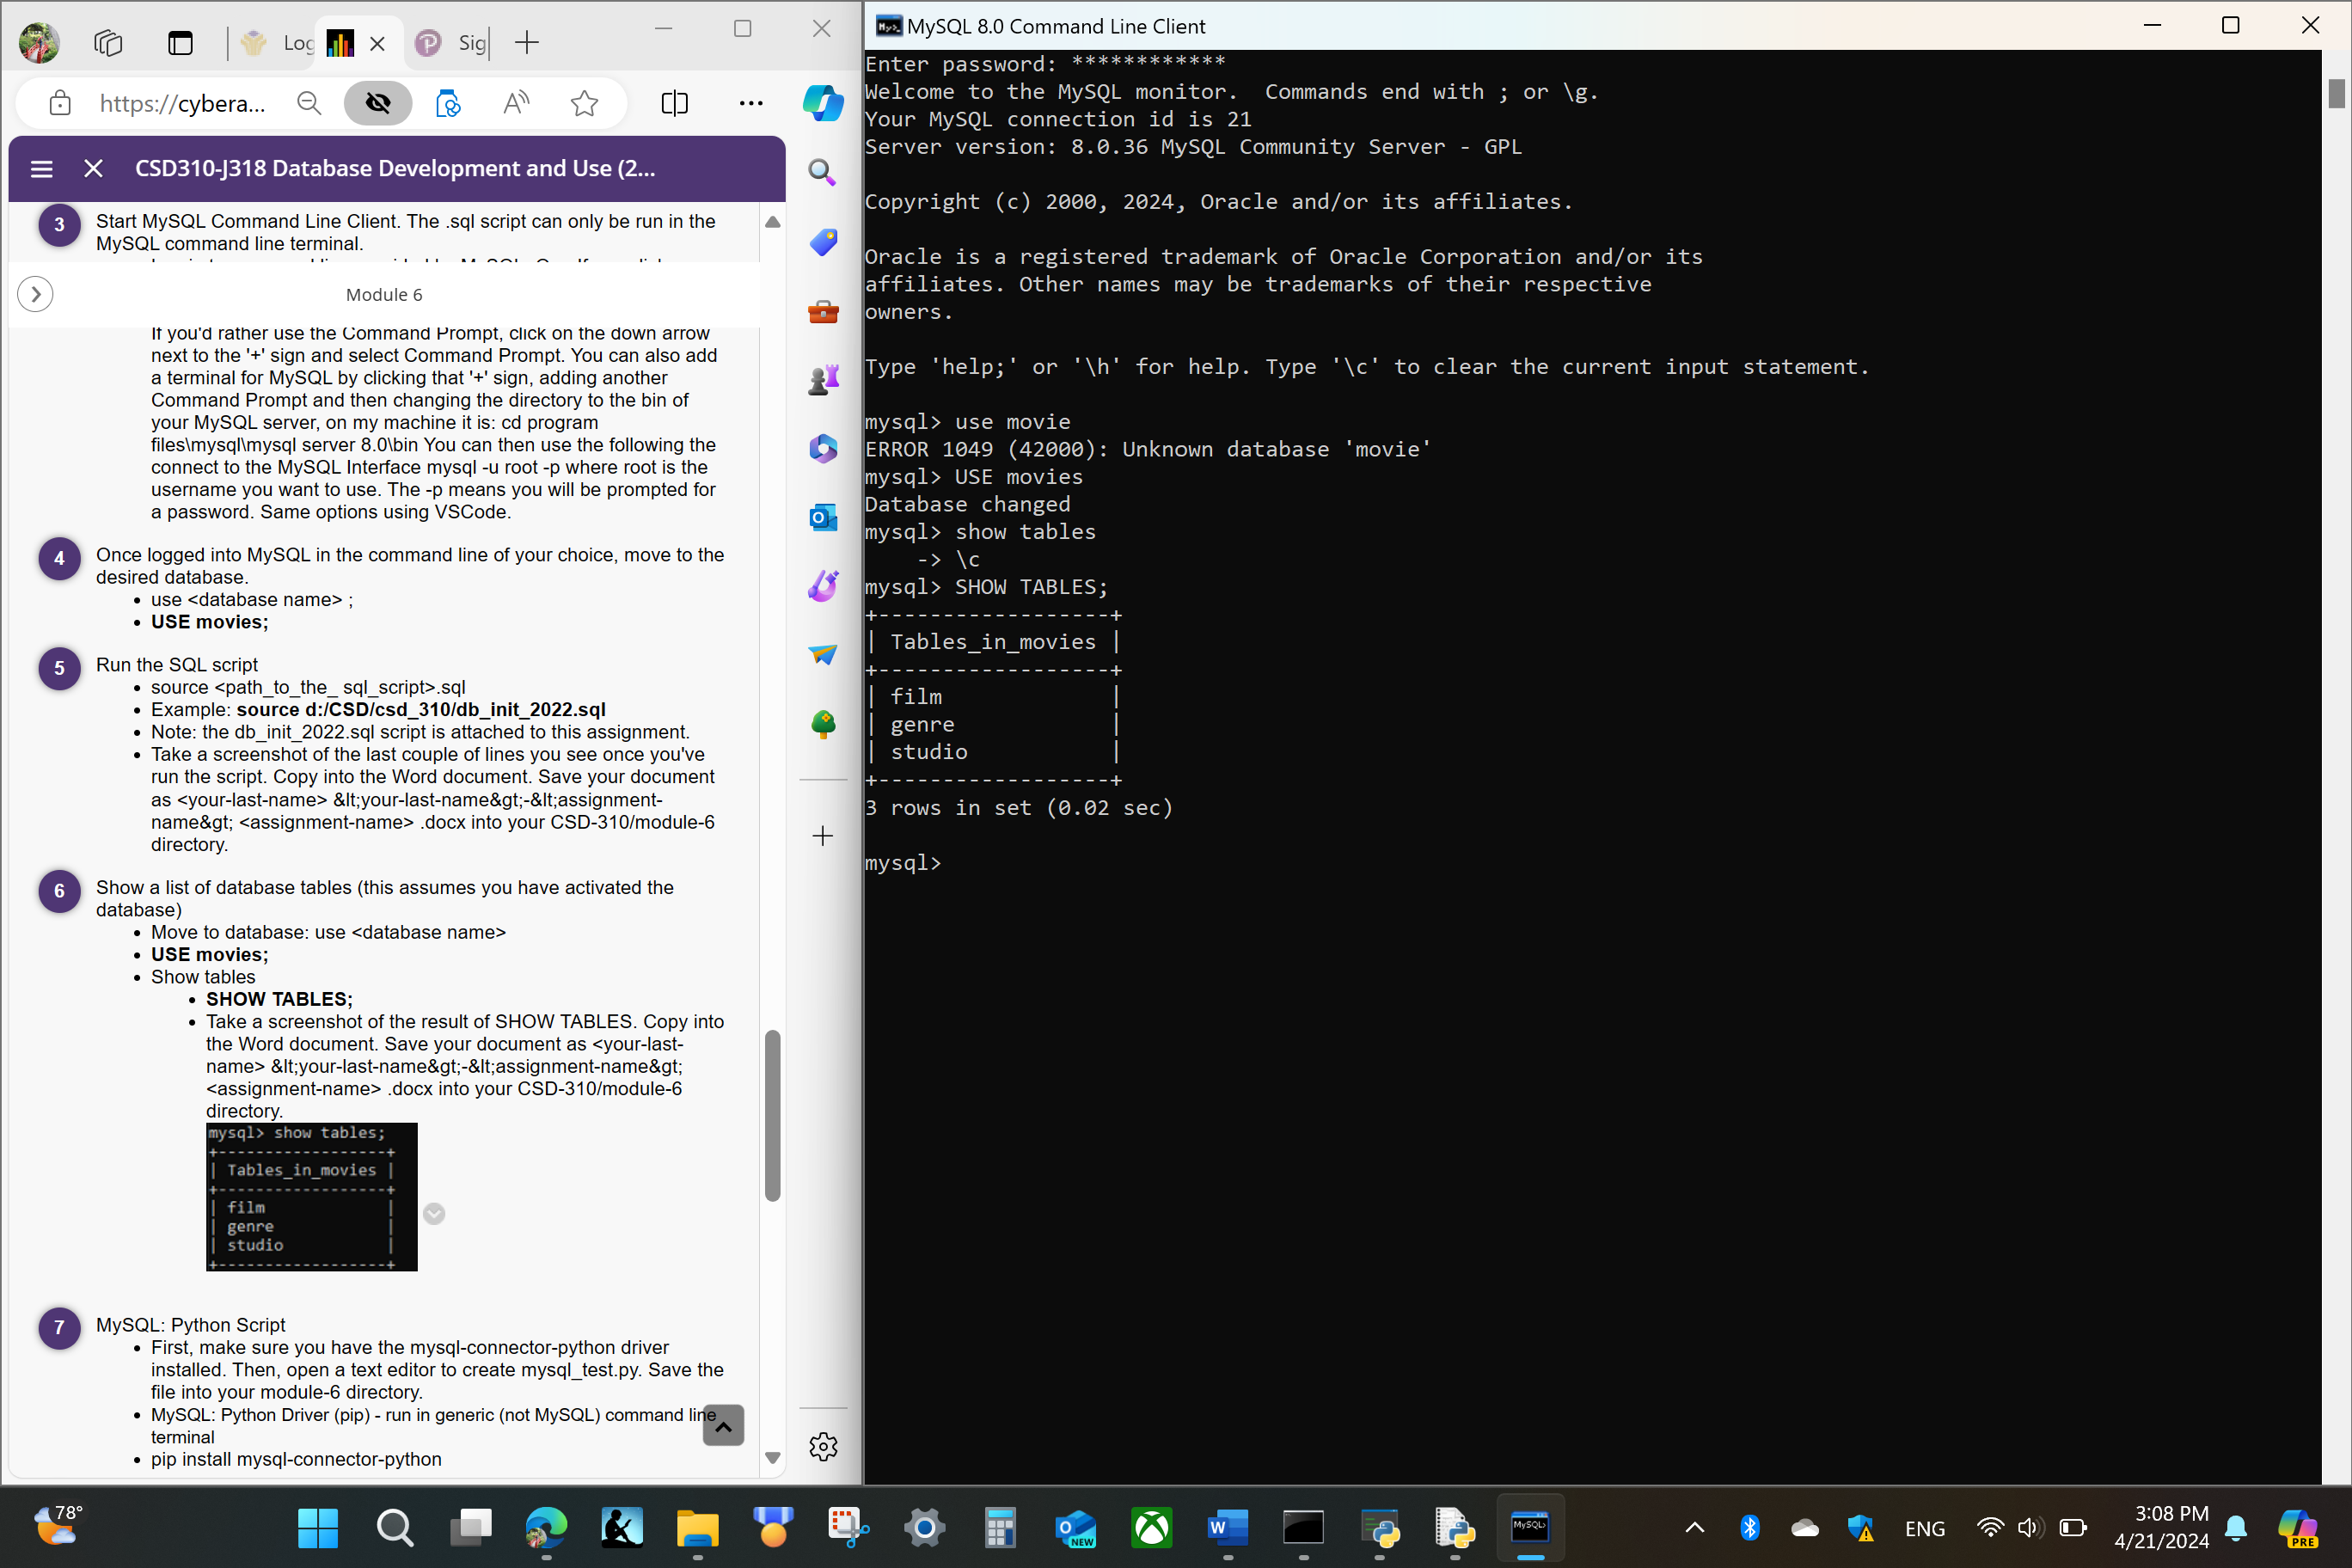 Log
Sig
https://cybera...
CSD310-J318 Database Development and Use (2...
3
Start MySQL Command Line Client. The .sql script can only be run in the
MySQL command line terminal.
Module 6
If you'd rather use the Command Prompt, click on the down arrow
next to the '+' sign and select Command Prompt. You can also add
a terminal for MySQL by clicking that '+' sign, adding another
Command Prompt and then changing the directory to the bin of
your MySQL server, on my machine it is: cd program
files\mysql\mysql server 8.0\bin You can then use the following the
connect to the MySQL Interface mysql -u root -p where root is the
username you want to use. The -p means you will be prompted for
a password. Same options using VSCode.
4
Once logged into MySQL in the command line of your choice, move to the
desired database.
• use <database name> ;
• USE movies;
5
Run the SQL script
• source <path_to_the_ sql_script>.sql
• Example: source d:/CSD/csd_310/db_init_2022.sql
• Note: the db_init_2022.sql script is attached to this assignment.
• Take a screenshot of the last couple of lines you see once you've
run the script. Copy into the Word document. Save your document
as <your-last-name> &lt;your-last-name&gt;-&lt;assignment-
name&gt; <assignment-name> .docx into your CSD-310/module-6
directory.
6
Show a list of database tables (this assumes you have activated the
database)
• Move to database: use <database name>
• USE movies;
• Show tables
• SHOW TABLES;
• Take a screenshot of the result of SHOW TABLES. Copy into
the Word document. Save your document as <your-last-
name> &lt;your-last-name&gt;-&lt;assignment-name&gt;
<assignment-name> .docx into your CSD-310/module-6
directory.
mysql> show tables;
+------------------+
| Tables_in_movies |
+------------------+
| film             |
| genre            |
| studio           |
+------------------+
7
MySQL: Python Script
• First, make sure you have the mysql-connector-python driver
installed. Then, open a text editor to create mysql_test.py. Save the
file into your module-6 directory.
• MySQL: Python Driver (pip) - run in generic (not MySQL) command line
terminal
• pip install mysql-connector-python
MySQL 8.0 Command Line Client
Enter password: ************
Welcome to the MySQL monitor.  Commands end with ; or \g.
Your MySQL connection id is 21
Server version: 8.0.36 MySQL Community Server - GPL
Copyright (c) 2000, 2024, Oracle and/or its affiliates.
Oracle is a registered trademark of Oracle Corporation and/or its
affiliates. Other names may be trademarks of their respective
owners.
Type 'help;' or '\h' for help. Type '\c' to clear the current input statement.
mysql> use movie
ERROR 1049 (42000): Unknown database 'movie'
mysql> USE movies
Database changed
mysql> show tables
    -> \c
mysql> SHOW TABLES;
+------------------+
| Tables_in_movies |
+------------------+
| film             |
| genre            |
| studio           |
+------------------+
3 rows in set (0.02 sec)
mysql>
78°
NEW
MySQL>
ENG
3:08 PM
4/21/2024
PRE